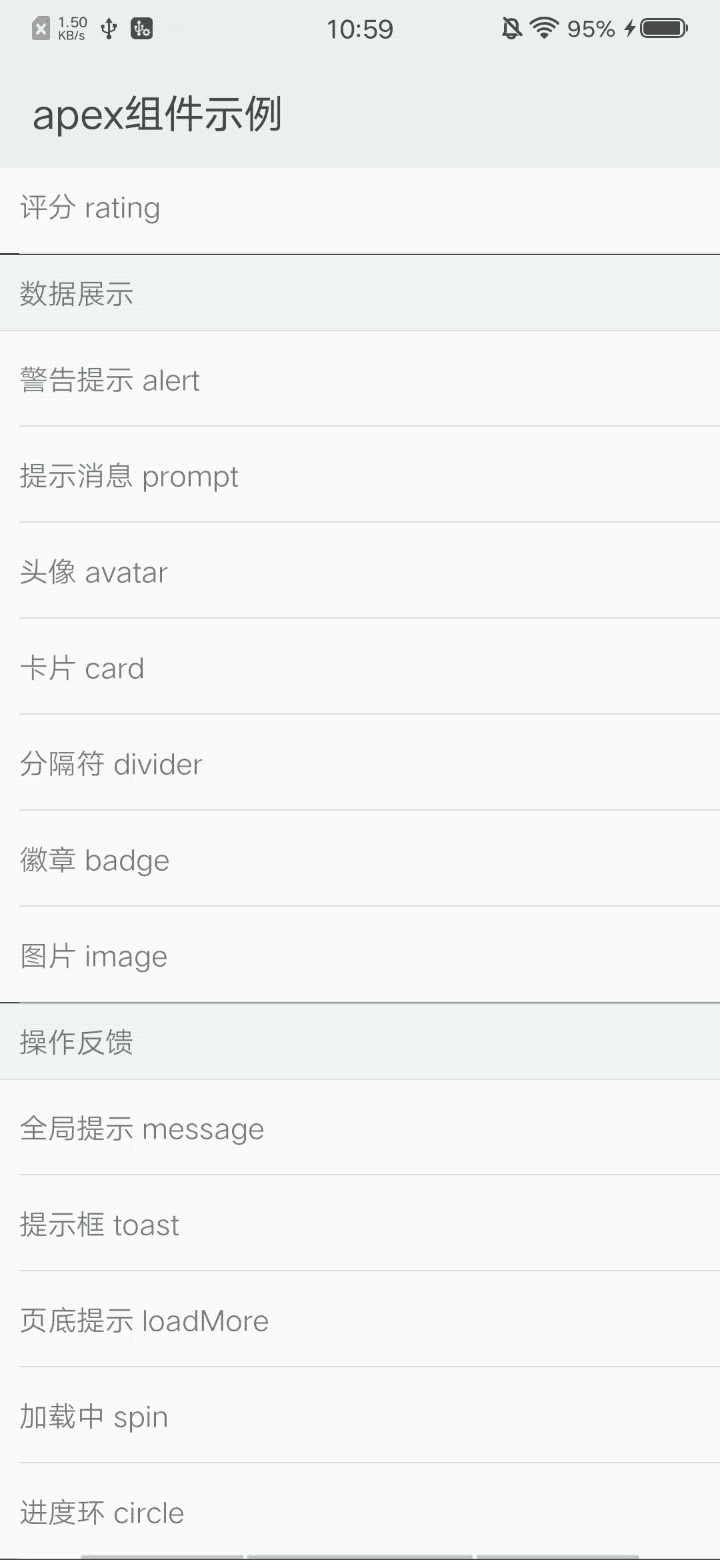 1.50
KB/s
10:59
95%
apex组件示例
评分 rating
数据展示
警告提示 alert
提示消息 prompt
头像 avatar
卡片 card
分隔符 divider
徽章 badge
图片 image
操作反馈
全局提示 message
提示框 toast
页底提示 loadMore
加载中 spin
进度环 circle